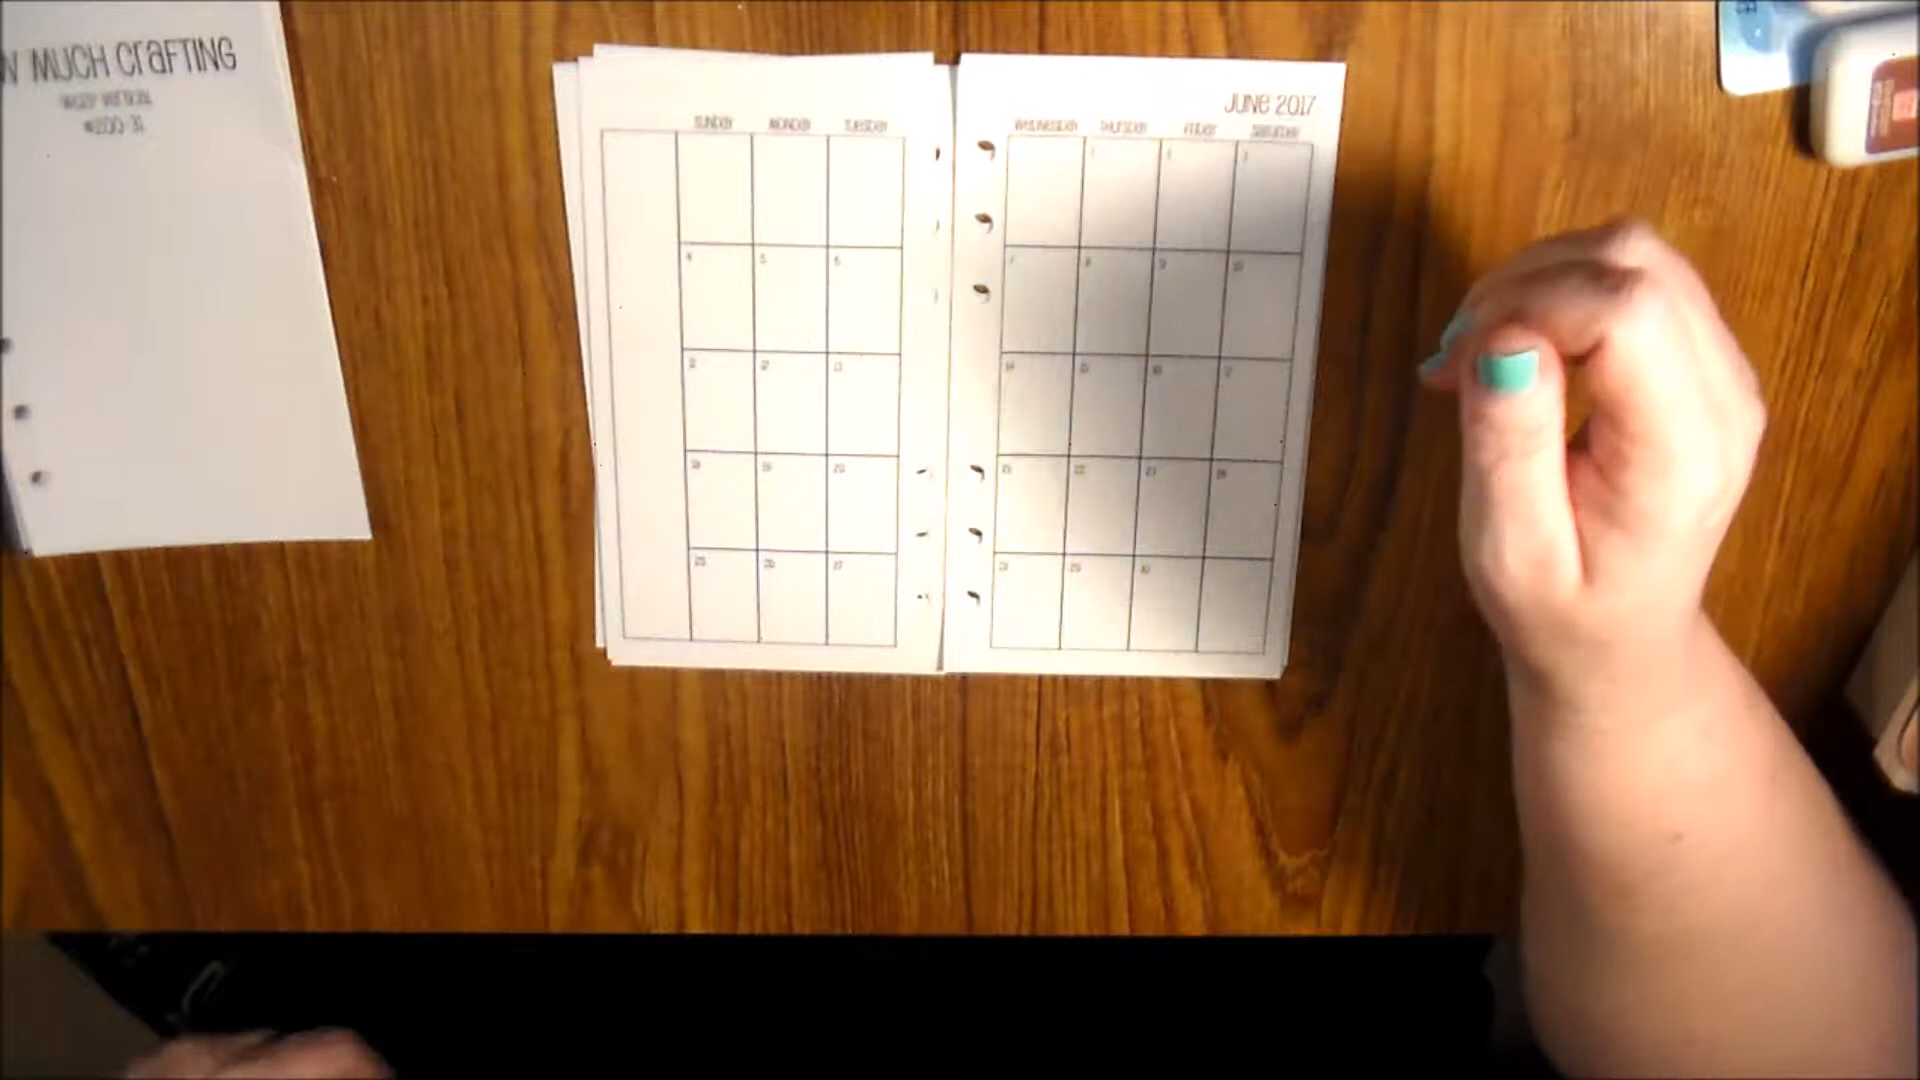 W MUCH CRAFTING
#200-31
JUNE 2017
SUNDAY MONDAY TUESDAY WEDNESDAY THURSDAY FRIDAY SATURDAY
1 2 3
4 5 6 7 8 9 10
11 12 13 14 15 16 17
18 19 20 21 22 23 24
25 26 27 28 29 30